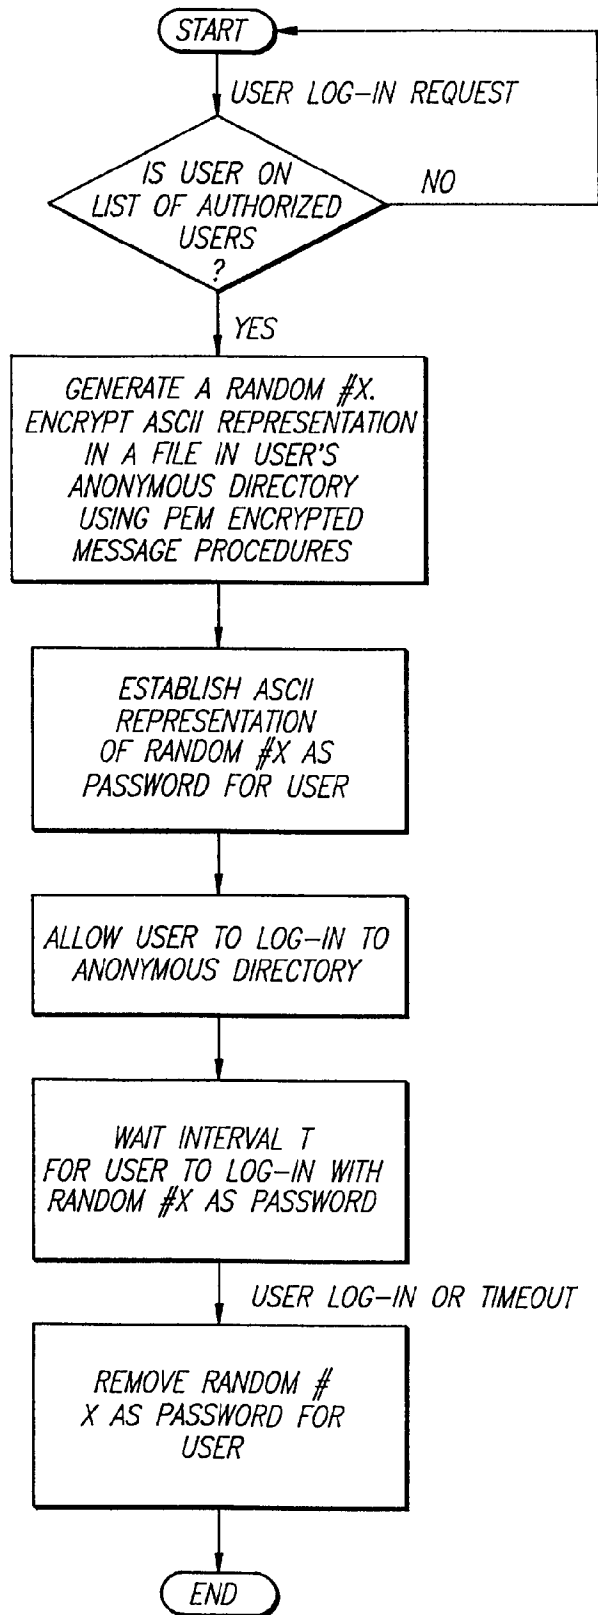 START
USER LOG-IN REQUEST
IS USER ON
LIST OF AUTHORIZED
USERS
?
NO
YES
GENERATE A RANDOM #X.
ENCRYPT ASCII REPRESENTATION
IN A FILE IN USER'S
ANONYMOUS DIRECTORY
USING PEM ENCRYPTED
MESSAGE PROCEDURES
ESTABLISH ASCII
REPRESENTATION
OF RANDOM #X AS
PASSWORD FOR USER
ALLOW USER TO LOG-IN TO
ANONYMOUS DIRECTORY
WAIT INTERVAL T
FOR USER TO LOG-IN WITH
RANDOM #X AS PASSWORD
USER LOG-IN OR TIMEOUT
REMOVE RANDOM #
X AS PASSWORD FOR
USER
END